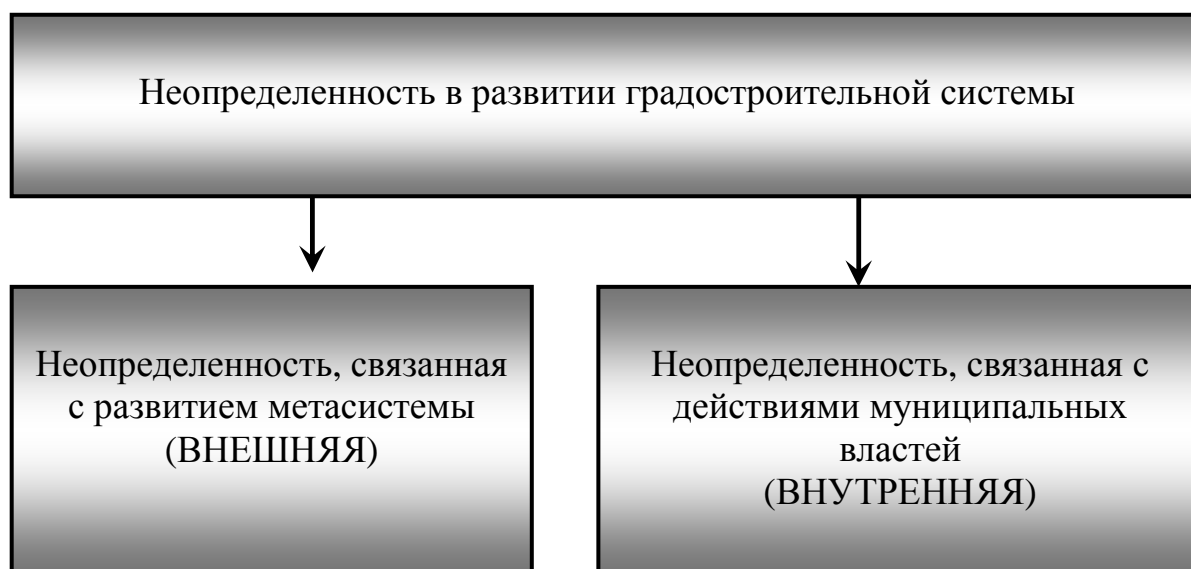 Неопределенность в развитии градостроительной системы
Неопределенность, связанная
с развитием метасистемы
(ВНЕШНЯЯ)
Неопределенность, связанная с
действиями муниципальных
властей
(ВНУТРЕННЯЯ)